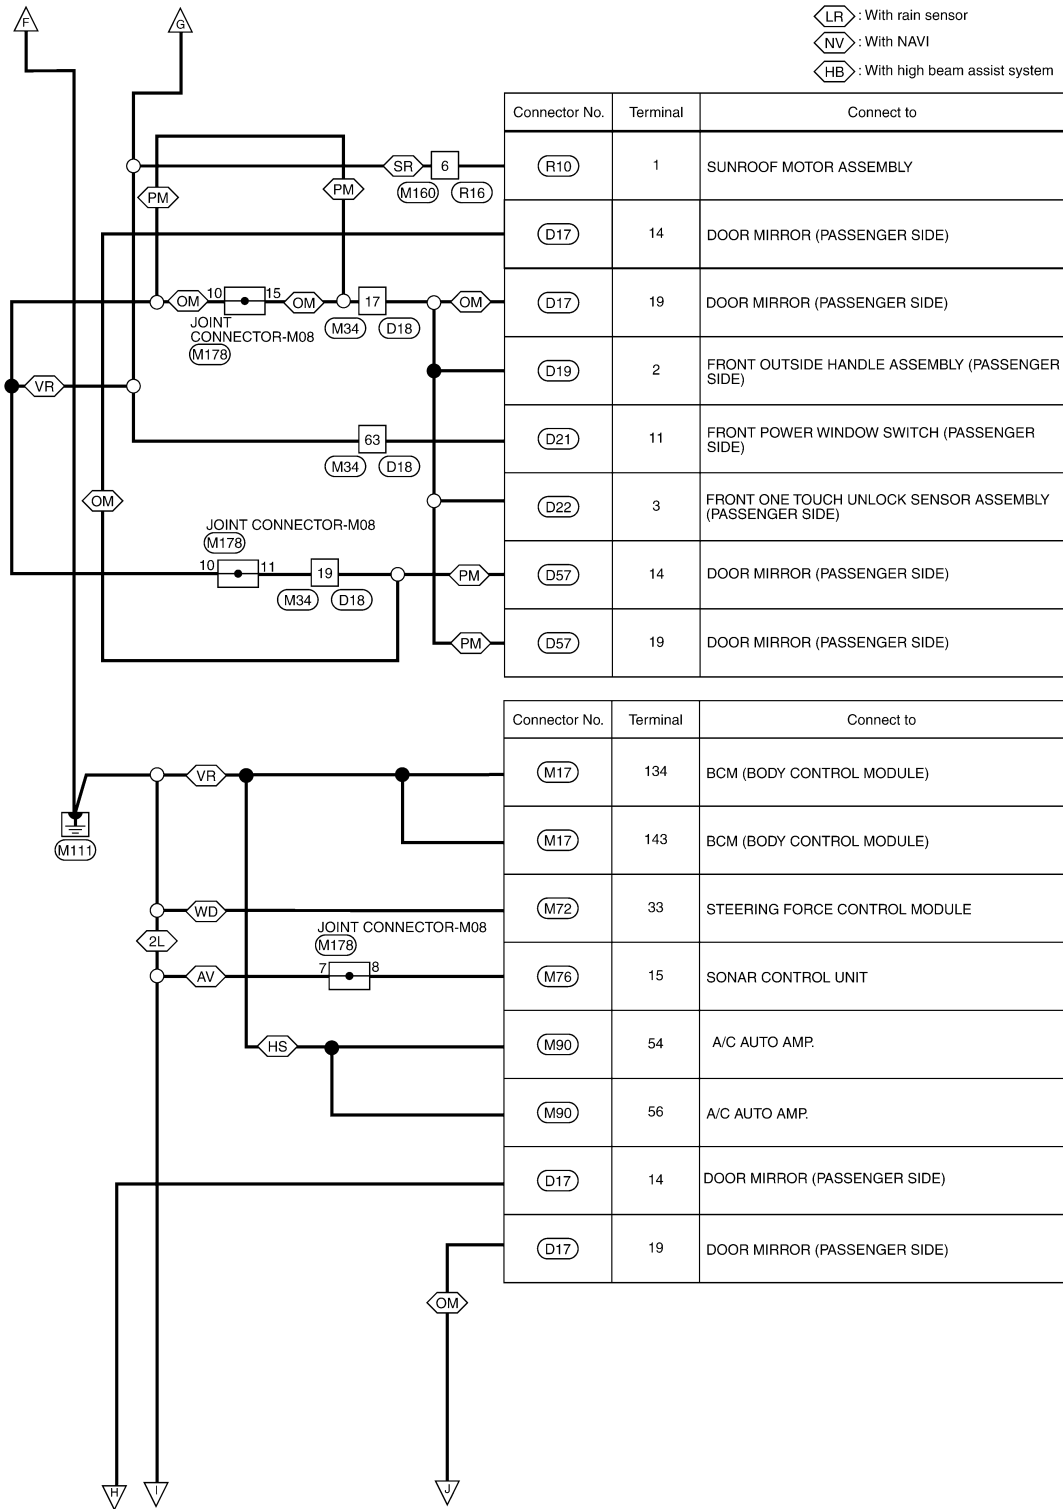 F
G
LR : With rain sensor
NV : With NAVI
HB : With high beam assist system
Connector No. Terminal Connect to
SR 6 R10 1 SUNROOF MOTOR ASSEMBLY
M160 R16
PM PM
D17 14 DOOR MIRROR (PASSENGER SIDE)
OM 10 15 OM 17 OM D17 19 DOOR MIRROR (PASSENGER SIDE)
JOINT
CONNECTOR-M08
M178
M34 D18
VR
D19 2 FRONT OUTSIDE HANDLE ASSEMBLY (PASSENGER
SIDE)
63 D21 11 FRONT POWER WINDOW SWITCH (PASSENGER
SIDE)
M34 D18
OM
D22 3 FRONT ONE TOUCH UNLOCK SENSOR ASSEMBLY
(PASSENGER SIDE)
JOINT CONNECTOR-M08
M178
10 11 19 PM D57 14 DOOR MIRROR (PASSENGER SIDE)
M34 D18
PM D57 19 DOOR MIRROR (PASSENGER SIDE)
Connector No. Terminal Connect to
VR M17 134 BCM (BODY CONTROL MODULE)
M111
M17 143 BCM (BODY CONTROL MODULE)
WD M72 33 STEERING FORCE CONTROL MODULE
2L
JOINT CONNECTOR-M08
M178
AV 7 8 M76 15 SONAR CONTROL UNIT
HS M90 54 A/C AUTO AMP.
M90 56 A/C AUTO AMP.
D17 14 DOOR MIRROR (PASSENGER SIDE)
D17 19 DOOR MIRROR (PASSENGER SIDE)
OM
H I J